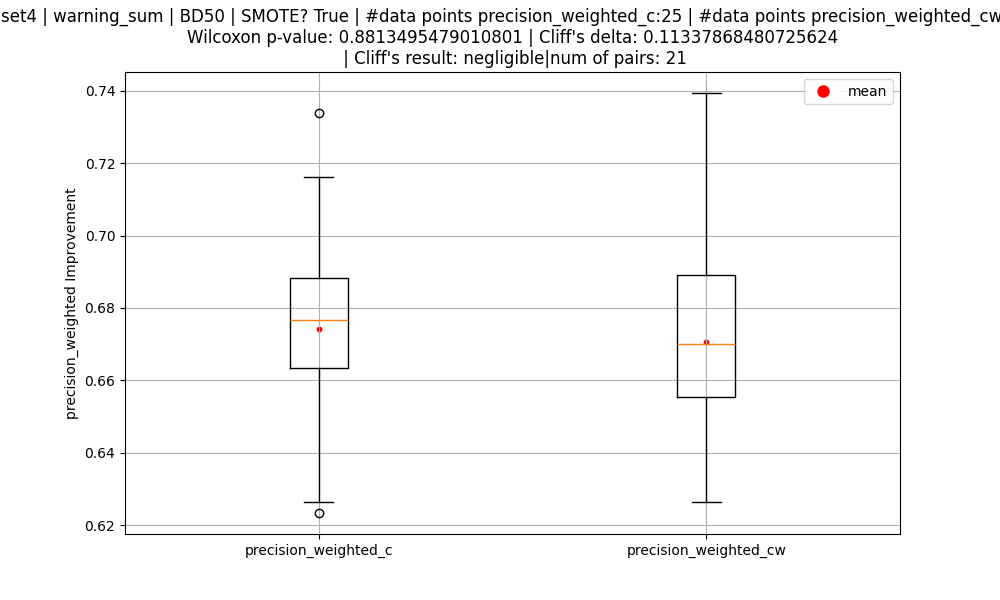 set4 | warning_sum | BD50 | SMOTE? True | #data points precision_weighted_c:25 | #data points precision_weighted_cw
Wilcoxon p-value: 0.8813495479010801 | Cliff's delta: 0.11337868480725624
| Cliff's result: negligible|num of pairs: 21
mean
0.74
0.72
0.70
0.68
0.66
0.64
0.62
precision_weighted Improvement
precision_weighted_c
precision_weighted_cw